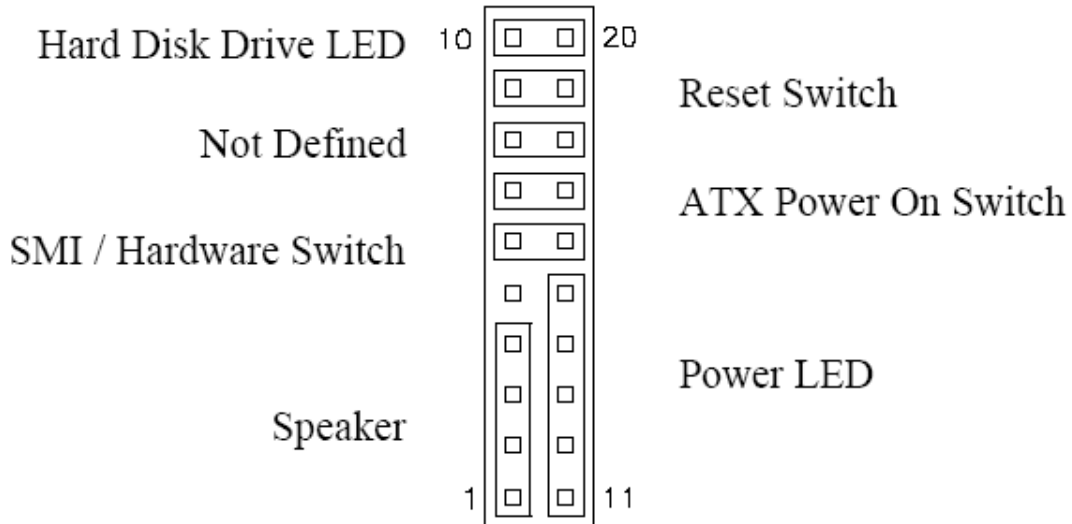 Hard Disk Drive LED
10
20
Reset Switch
Not Defined
ATX Power On Switch
SMI / Hardware Switch
Power LED
Speaker
1
11